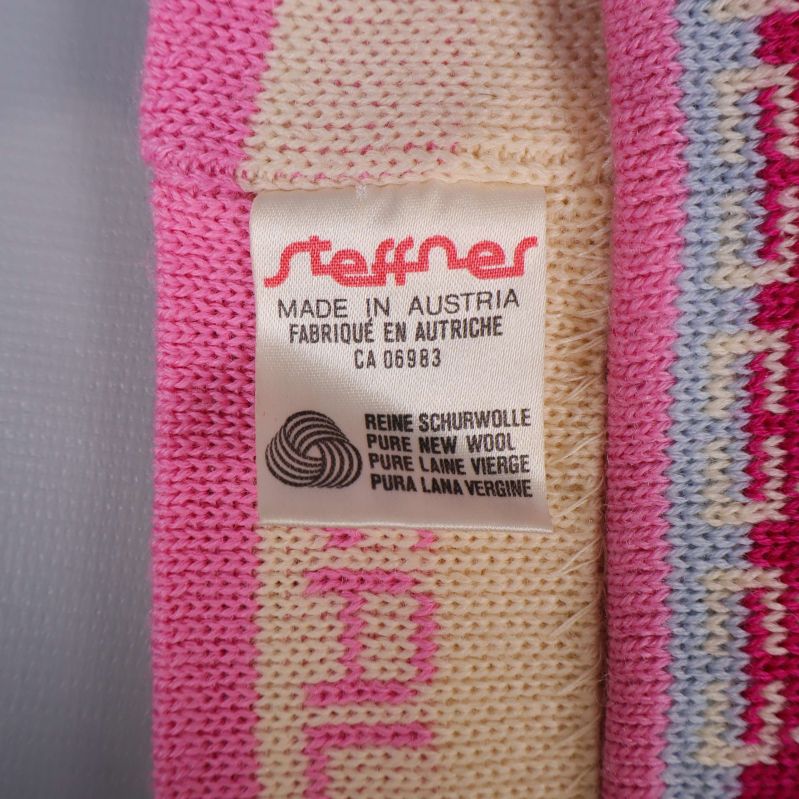 steffner
MADE IN AUSTRIA
FABRIQUÉ EN AUTRICHE
CA 06983
REINE SCHURWOLLE
PURE NEW WOOL
PURE LAINE VIERGE
PURA LANA VERGINE